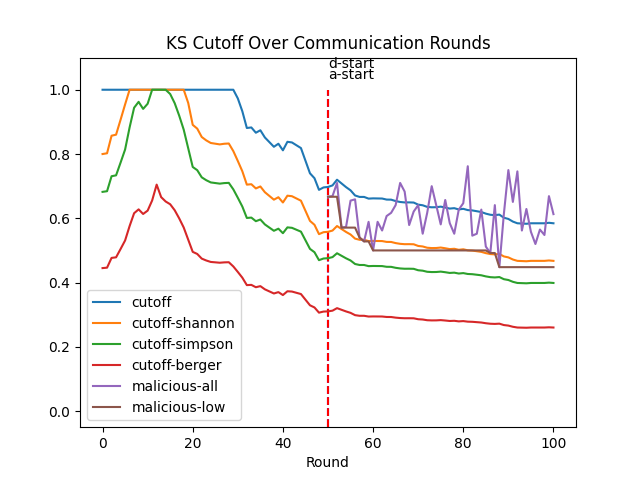 KS Cutoff Over Communication Rounds
d-start
a-start
1.0
0.8
0.6
0.4
0.2
0.0
cutoff
cutoff-shannon
cutoff-simpson
cutoff-berger
malicious-all
malicious-low
0 20 40 60 80 100
Round